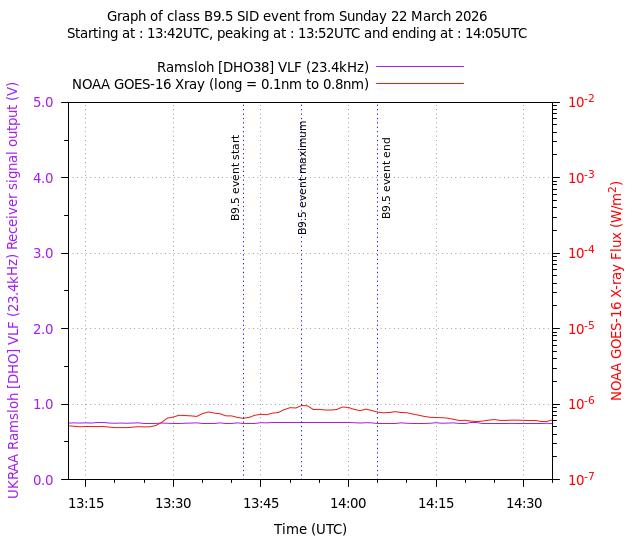 Graph of class B9.5 SID event from Sunday 22 March 2026
Starting at : 13:42UTC, peaking at : 13:52UTC and ending at : 14:05UTC
Ramsloh [DHO38] VLF (23.4kHz)
NOAA GOES-16 Xray (long = 0.1nm to 0.8nm)
UKRAA Ramsloh [DHO] VLF (23.4kHz) Receiver signal output (V)
5.0
4.0
3.0
2.0
1.0
0.0
B9.5 event start
B9.5 event maximum
B9.5 event end
10-2
10-3
10-4
10-5
10-6
10-7
NOAA GOES-16 X-ray Flux (W/m2)
13:15 13:30 13:45 14:00 14:15 14:30
Time (UTC)